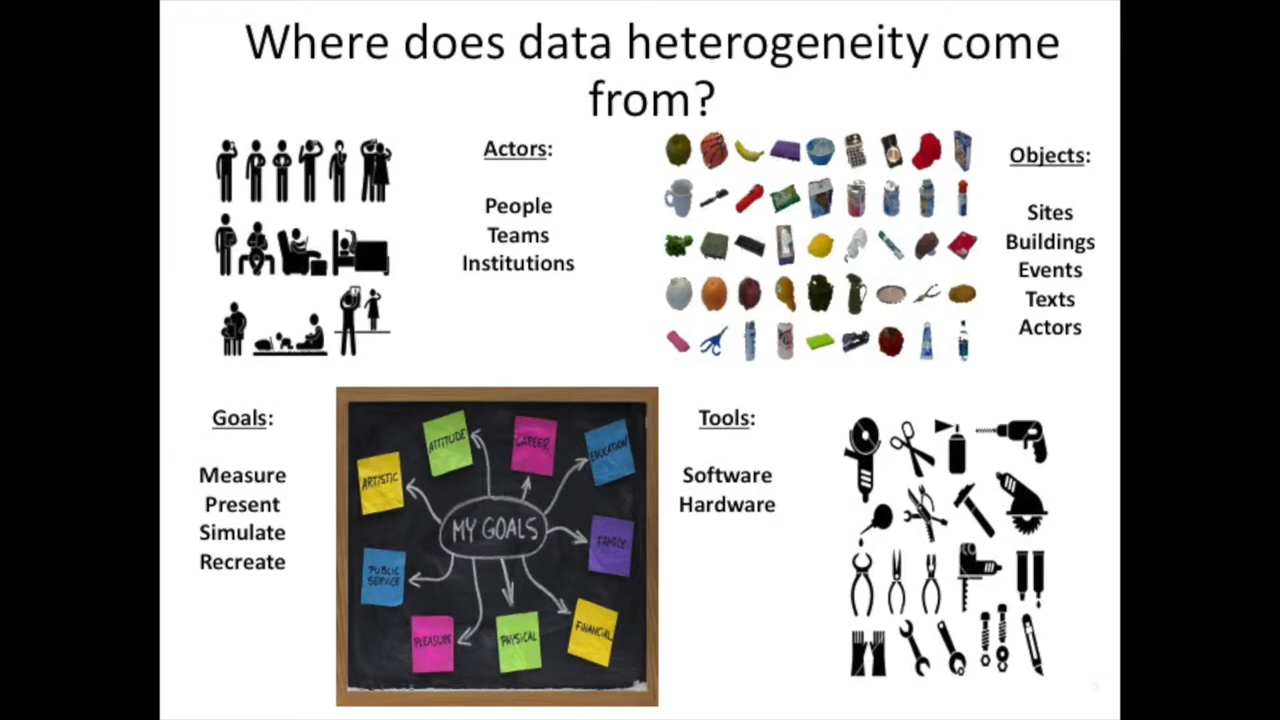 Where does data heterogeneity come
from?
Actors:
People
Teams
Institutions
Objects:
Sites
Buildings
Events
Texts
Actors
Goals:
Measure
Present
Simulate
Recreate
ATTITUDE
CAREER
EDUCATION
ARTISTIC
MY GOALS
FAMILY
PUBLIC
SERVICE
PLEASURE
PHYSICAL
FINANCIAL
Tools:
Software
Hardware